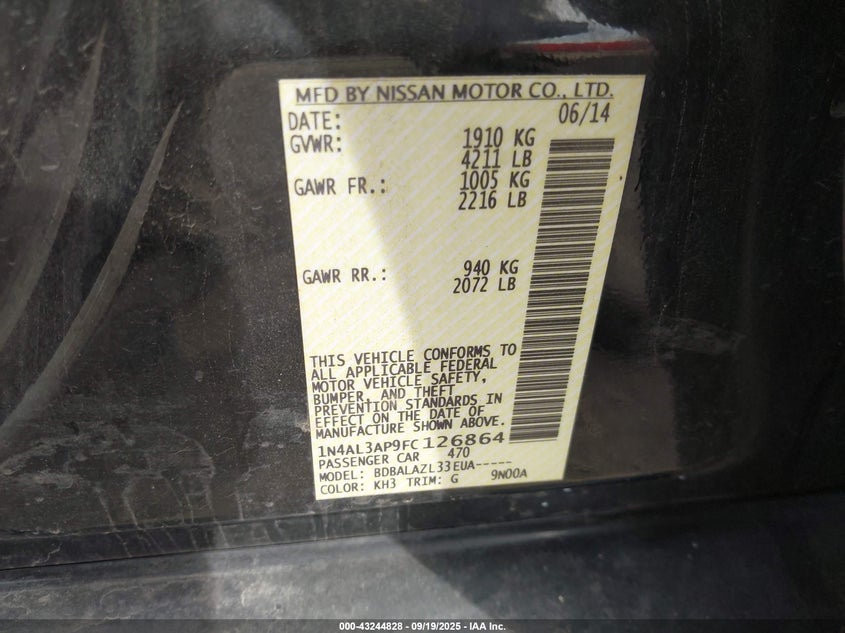 MFD BY NISSAN MOTOR CO., LTD.
DATE: 06/14
GVWR: 1910 KG
4211 LB
GAWR FR.: 1005 KG
2216 LB
GAWR RR.: 940 KG
2072 LB
THIS VEHICLE CONFORMS TO
ALL APPLICABLE FEDERAL
MOTOR VEHICLE SAFETY,
BUMPER, AND THEFT
PREVENTION STANDARDS IN
EFFECT ON THE DATE OF
MANUFACTURE SHOWN ABOVE.
1N4AL3AP9FC126864
PASSENGER CAR 470
MODEL: BDBALAZL33EUA-----
COLOR: KH3 TRIM: G 9N00A
000-43244828 - 09/19/2025 - IAA Inc.